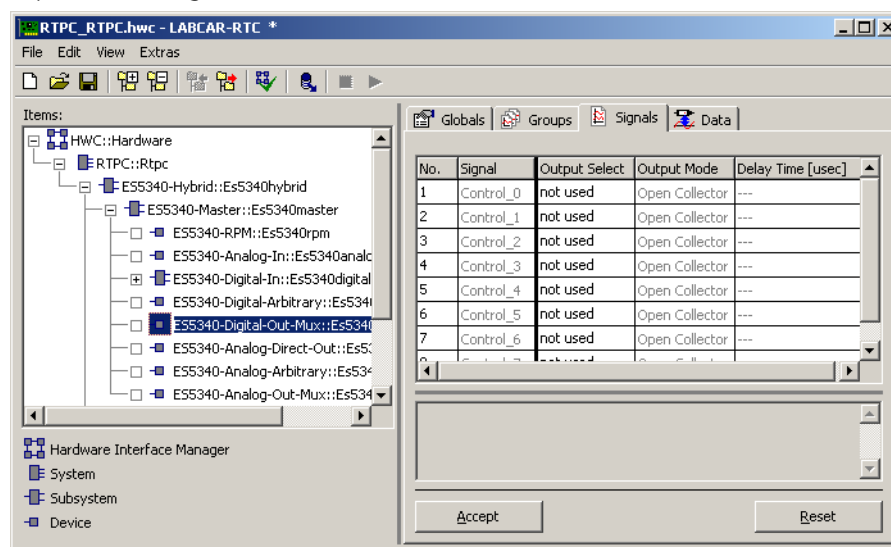 RTPC_RTPC.hwc - LABCAR-RTC *
File Edit View Extras
Items:
HWC::Hardware
RTPC::Rtpc
ES5340-Hybrid::Es5340hybrid
ES5340-Master::Es5340master
ES5340-RPM::Es5340rpm
ES5340-Analog-In::Es5340analo
ES5340-Digital-In::Es5340digital
ES5340-Digital-Arbitrary::Es534
ES5340-Digital-Out-Mux::Es534
ES5340-Analog-Direct-Out::Es5
ES5340-Analog-Arbitrary::Es534
ES5340-Analog-Out-Mux::Es534
Hardware Interface Manager
System
Subsystem
Device
Globals Groups Signals Data
No. Signal Output Select Output Mode Delay Time [usec]
1 Control_0 not used Open Collector ---
2 Control_1 not used Open Collector ---
3 Control_2 not used Open Collector ---
4 Control_3 not used Open Collector ---
5 Control_4 not used Open Collector ---
6 Control_5 not used Open Collector ---
7 Control_6 not used Open Collector ---
Accept Reset